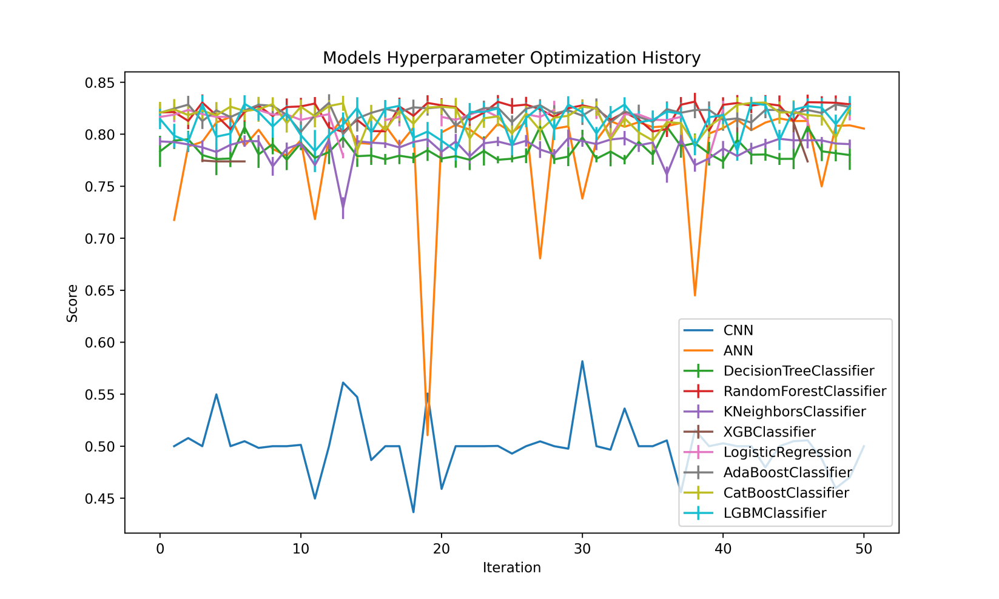 Models Hyperparameter Optimization History
0.85
0.80
0.75
0.70
0.65
0.60
0.55
0.50
0.45
Score
0 10 20 30 40 50
Iteration
CNN
ANN
DecisionTreeClassifier
RandomForestClassifier
KNeighborsClassifier
XGBClassifier
LogisticRegression
AdaBoostClassifier
CatBoostClassifier
LGBMClassifier